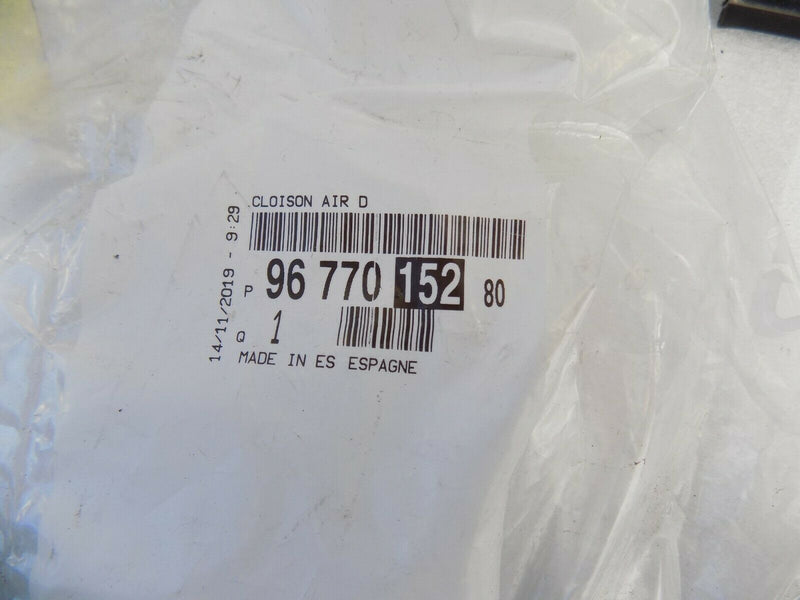 CLOISON AIR D
14/11/2019 - 9:29
P 96 770 152 80
Q 1
MADE IN ES ESPAGNE